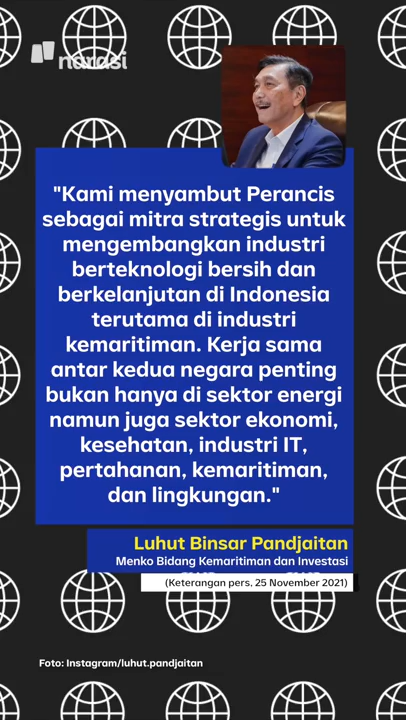 narasi
"Kami menyambut Perancis
sebagai mitra strategis untuk
mengembangkan industri
berteknologi bersih dan
berkelanjutan di Indonesia
terutama di industri
kemaritiman. Kerja sama
antar kedua negara penting
bukan hanya di sektor energi
namun juga sektor ekonomi,
kesehatan, industri IT,
pertahanan, kemaritiman,
dan lingkungan."
Luhut Binsar Pandjaitan
Menko Bidang Kemaritiman dan Investasi
(Keterangan pers, 25 November 2021)
Foto: Instagram/luhut.pandjaitan